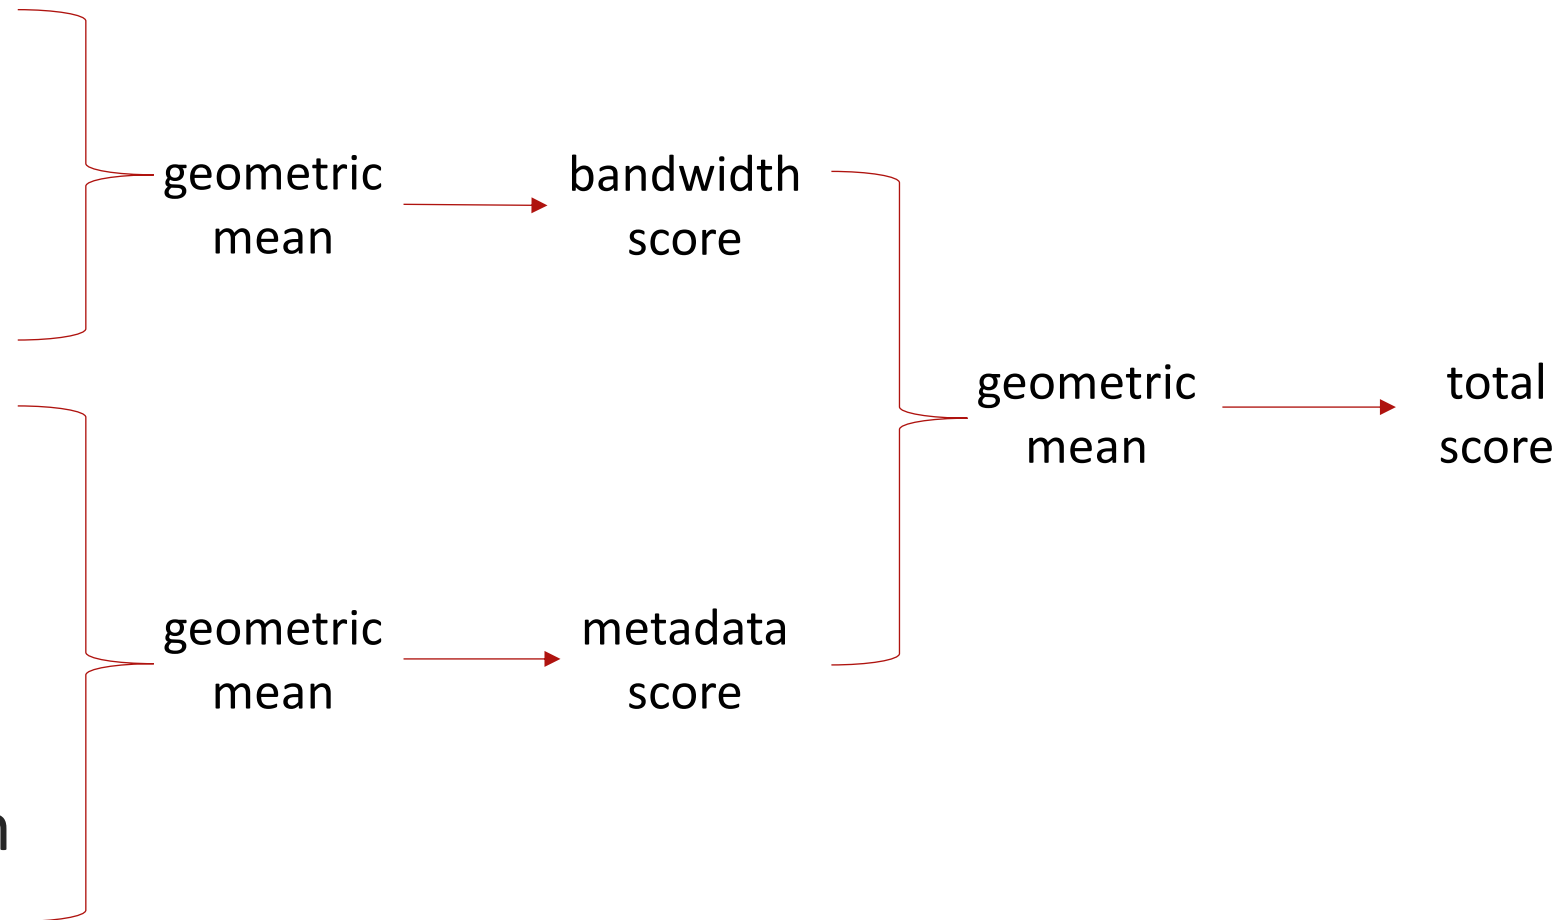 geometric
mean
bandwidth
score
geometric
mean
total
score
geometric
mean
metadata
score